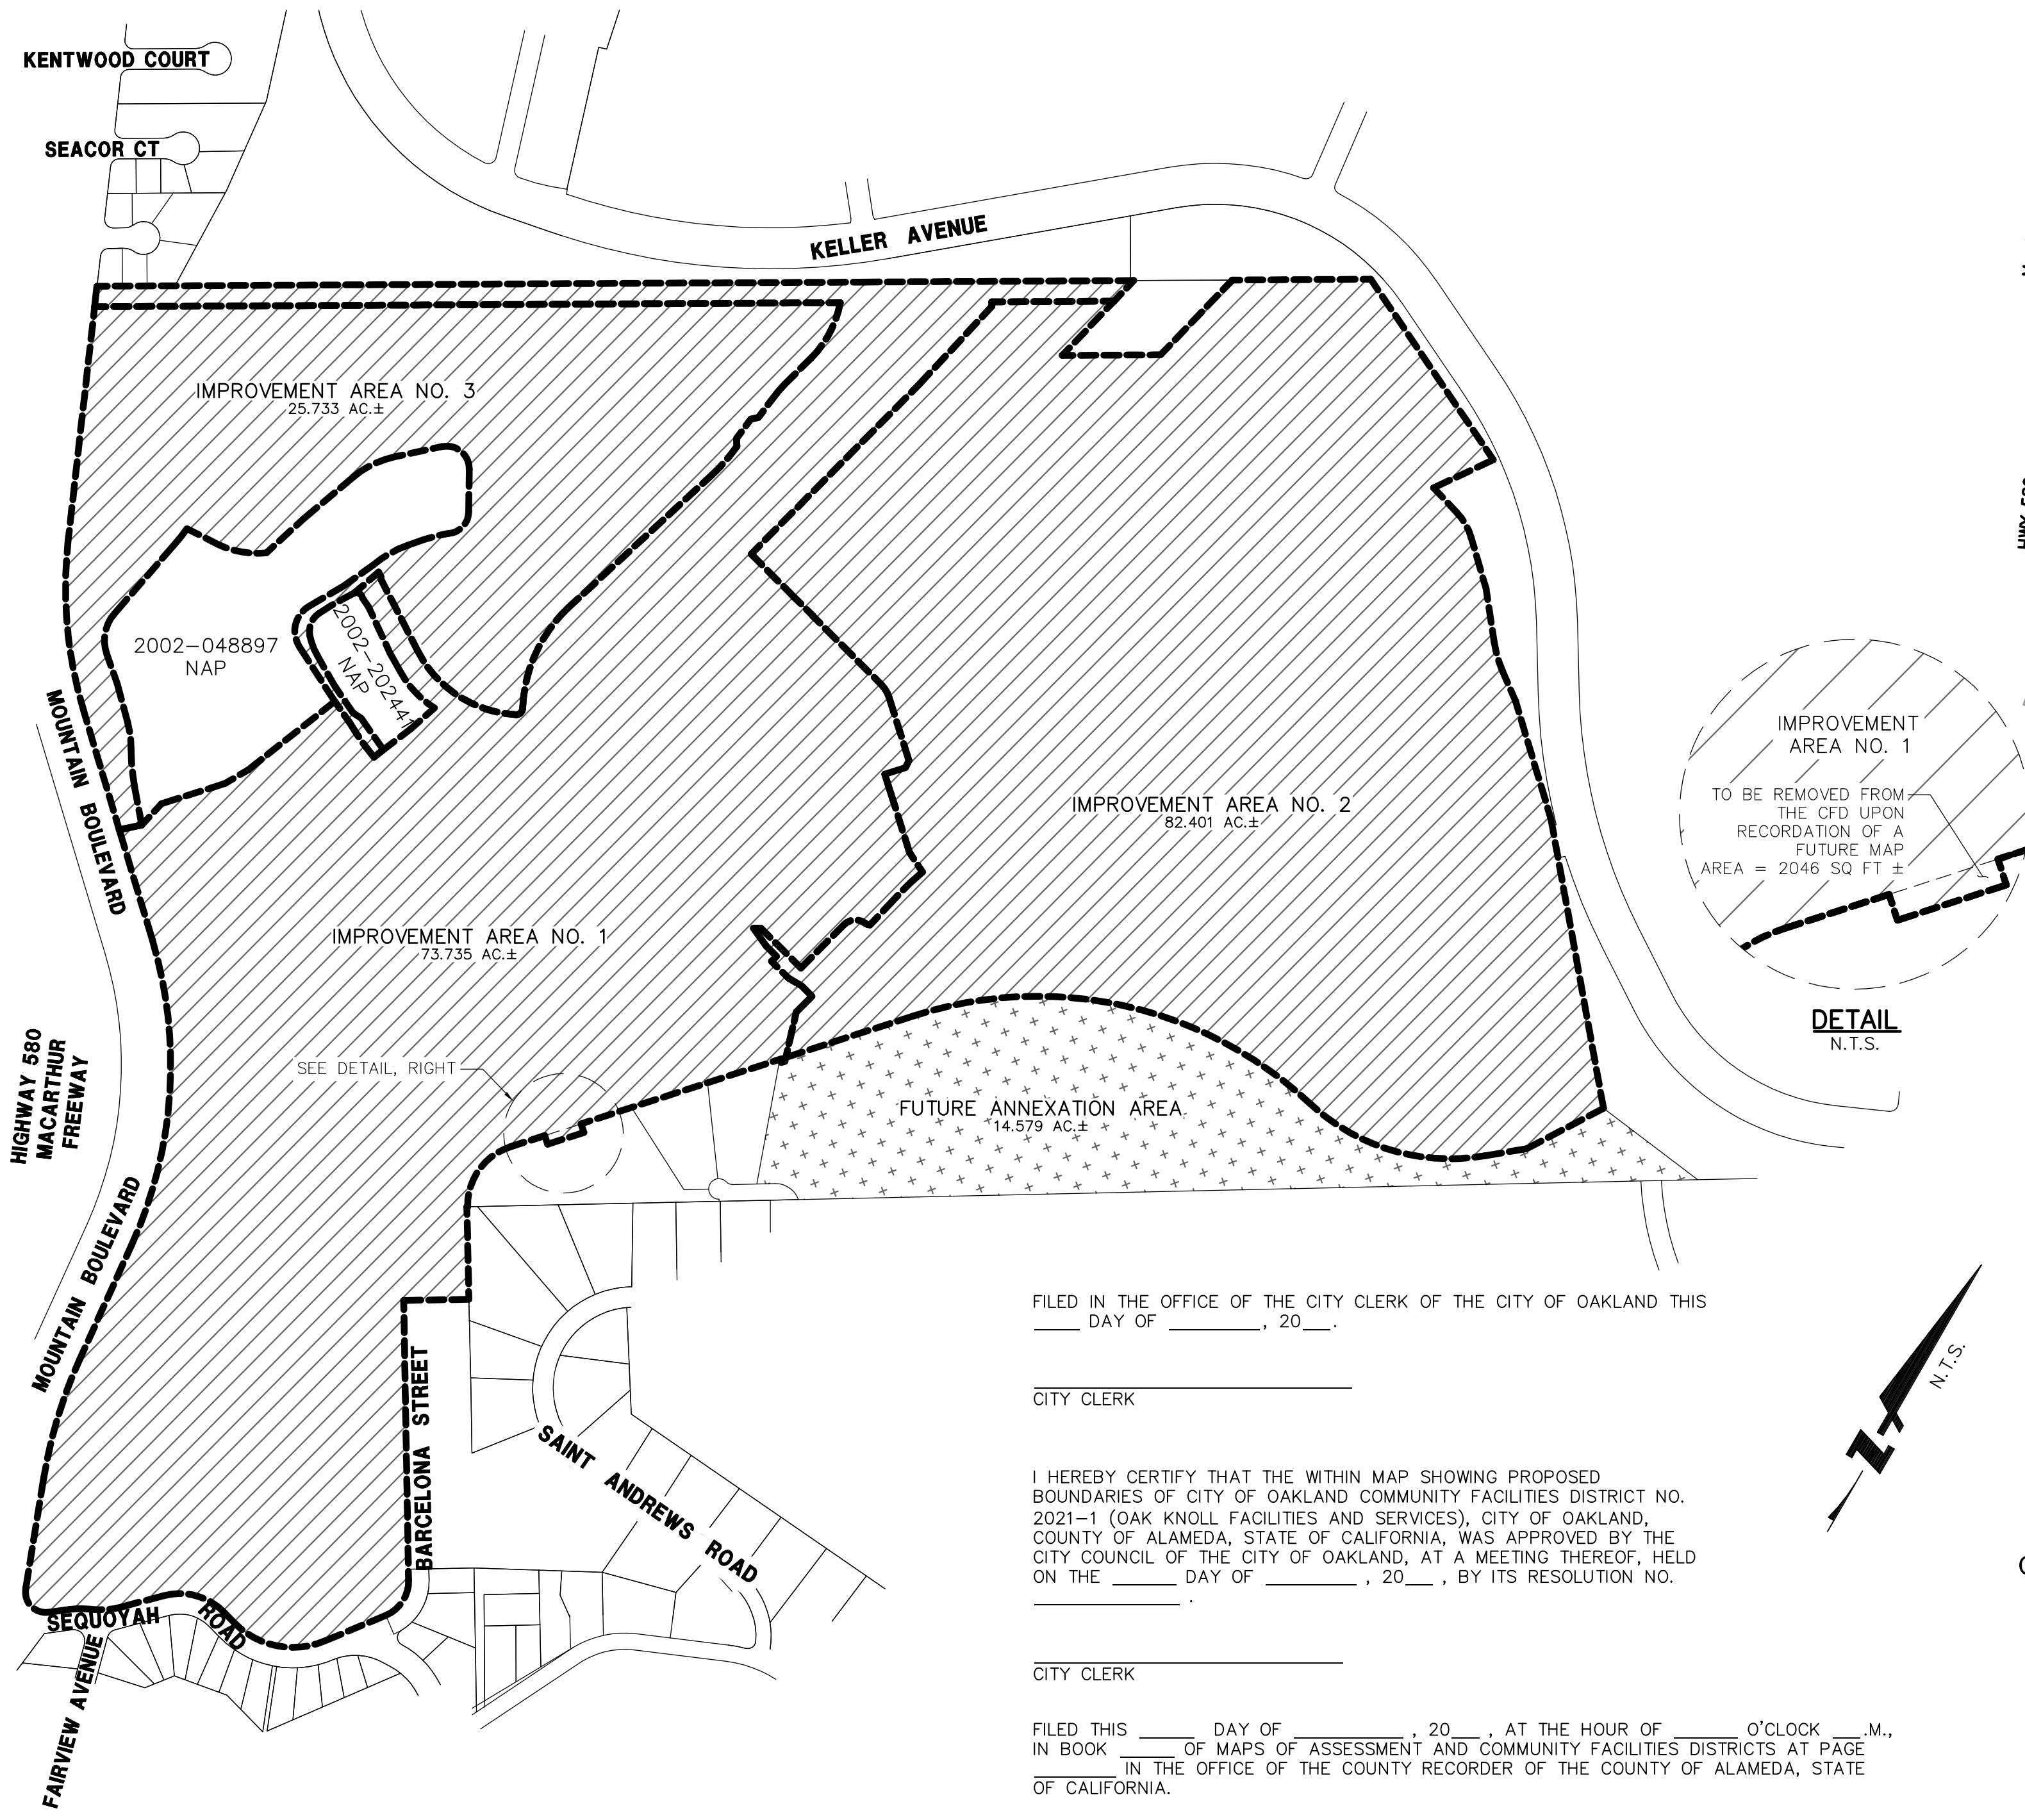 KENTWOOD COURT
SEACOR CT
KELLER AVENUE
IMPROVEMENT AREA NO. 3
25.733 AC.±
2002-048897
NAP
2002-202441
NAP
MOUNTAIN BOULEVARD
IMPROVEMENT AREA NO. 2
82.401 AC.±
IMPROVEMENT
AREA NO. 1
TO BE REMOVED FROM
THE CFD UPON
RECORDATION OF A
FUTURE MAP
AREA = 2046 SQ FT ±
DETAIL
N.T.S.
IMPROVEMENT AREA NO. 1
73.735 AC.±
SEE DETAIL, RIGHT
HIGHWAY 580
MACARTHUR
FREEWAY
FUTURE ANNEXATION AREA
14.579 AC.±
MOUNTAIN BOULEVARD
BARCELONA STREET
SAINT ANDREWS ROAD
SEQUOYAH ROAD
FAIRVIEW AVENUE
N.T.S.
FILED IN THE OFFICE OF THE CITY CLERK OF THE CITY OF OAKLAND THIS
_____ DAY OF __________, 20___.
CITY CLERK
I HEREBY CERTIFY THAT THE WITHIN MAP SHOWING PROPOSED
BOUNDARIES OF CITY OF OAKLAND COMMUNITY FACILITIES DISTRICT NO.
2021-1 (OAK KNOLL FACILITIES AND SERVICES), CITY OF OAKLAND,
COUNTY OF ALAMEDA, STATE OF CALIFORNIA, WAS APPROVED BY THE
CITY COUNCIL OF THE CITY OF OAKLAND, AT A MEETING THEREOF, HELD
ON THE _______ DAY OF __________ , 20___ , BY ITS RESOLUTION NO.
________________ .
CITY CLERK
FILED THIS ______ DAY OF ____________ , 20___ , AT THE HOUR OF _______ O'CLOCK ___.M.,
IN BOOK ______ OF MAPS OF ASSESSMENT AND COMMUNITY FACILITIES DISTRICTS AT PAGE
_________ IN THE OFFICE OF THE COUNTY RECORDER OF THE COUNTY OF ALAMEDA, STATE
OF CALIFORNIA.